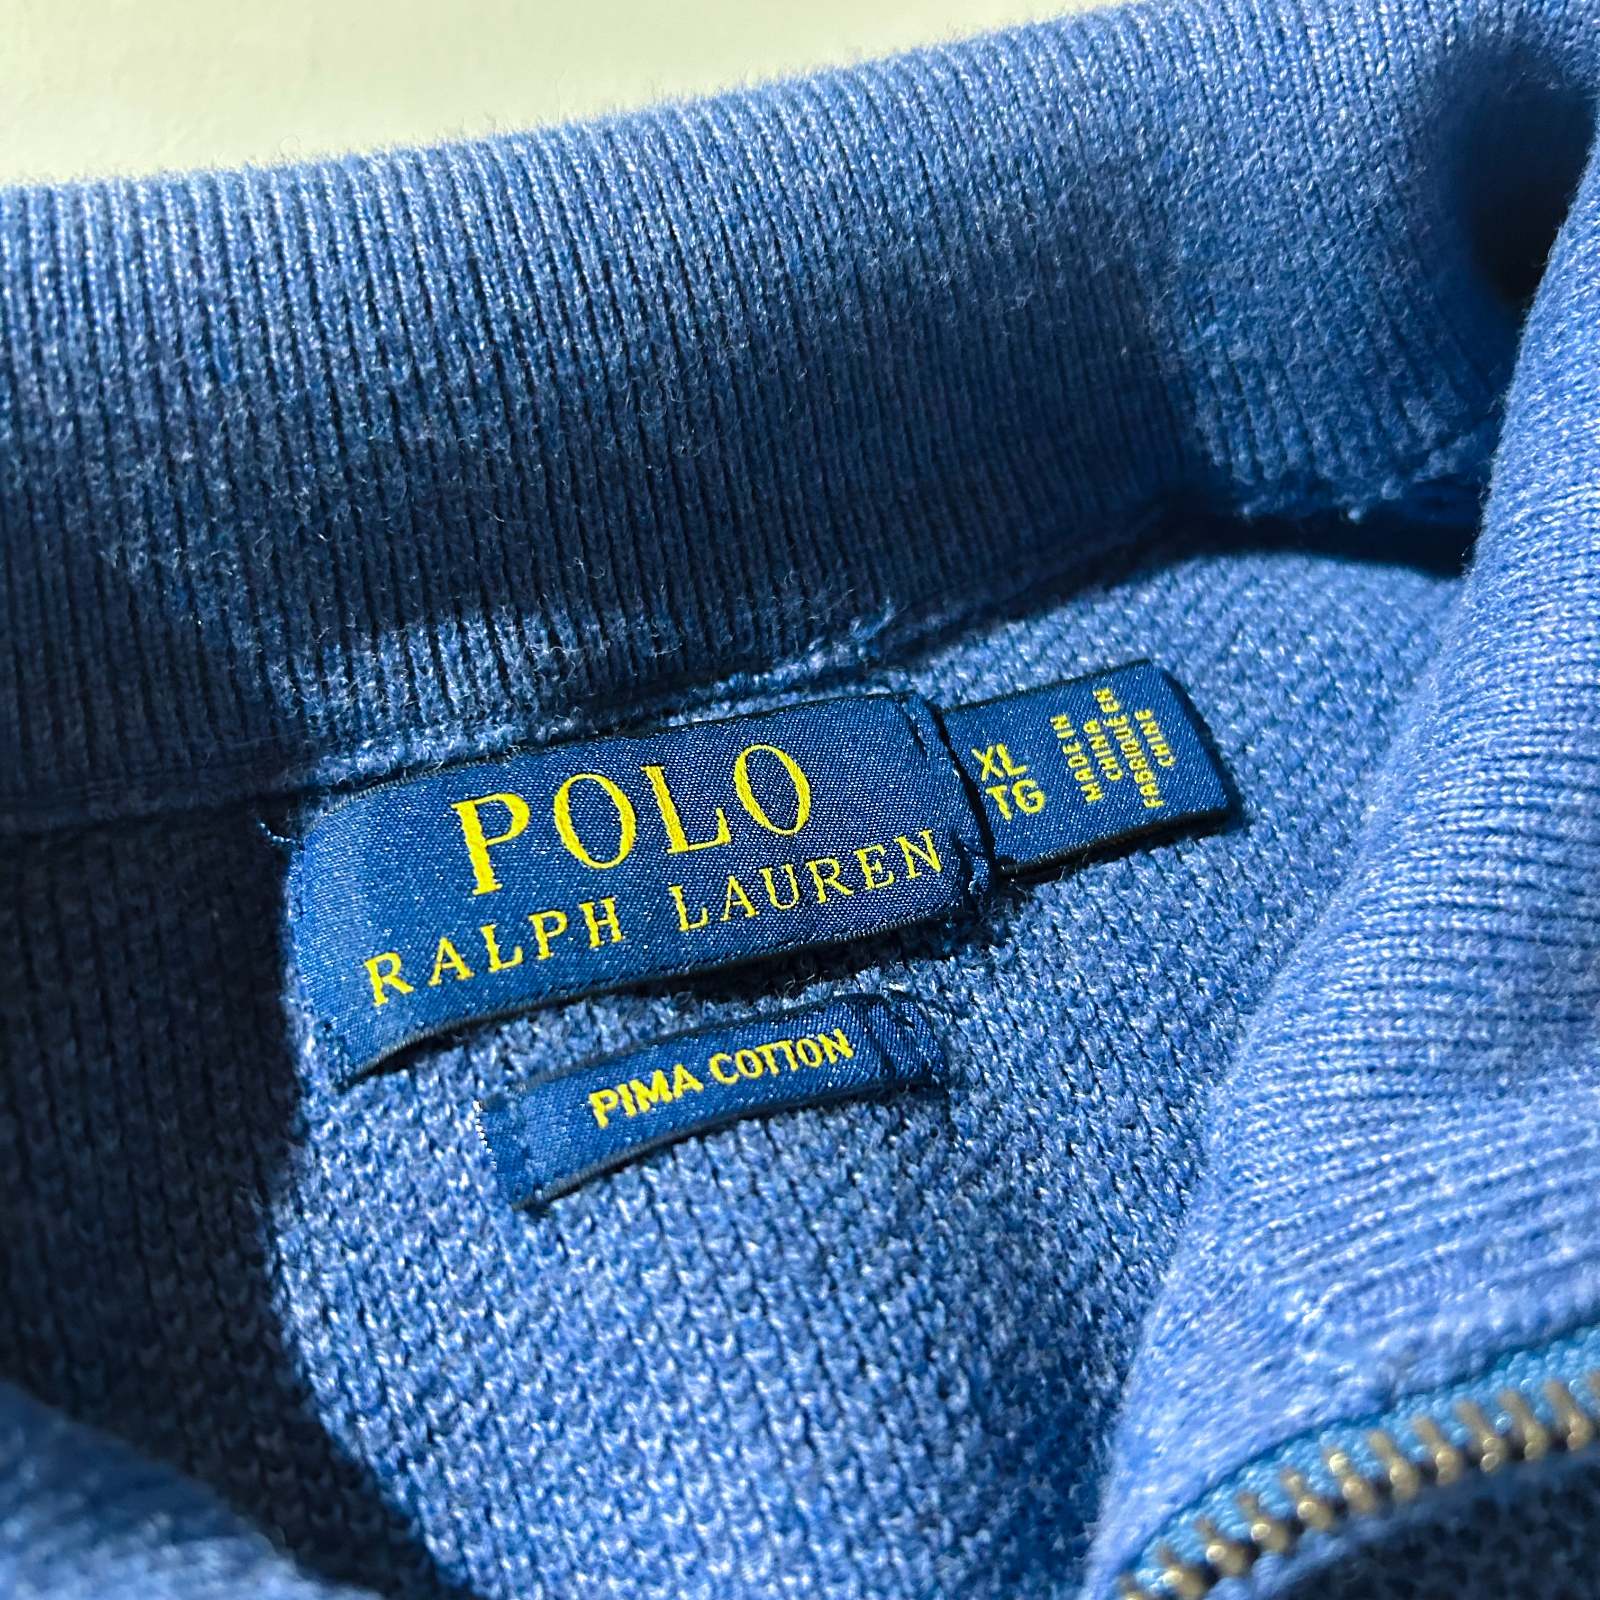 POLO
RALPH LAUREN
XL
TG
MADE IN
CHINA
FABRIQUÉ EN
CHINE
PIMA COTTON